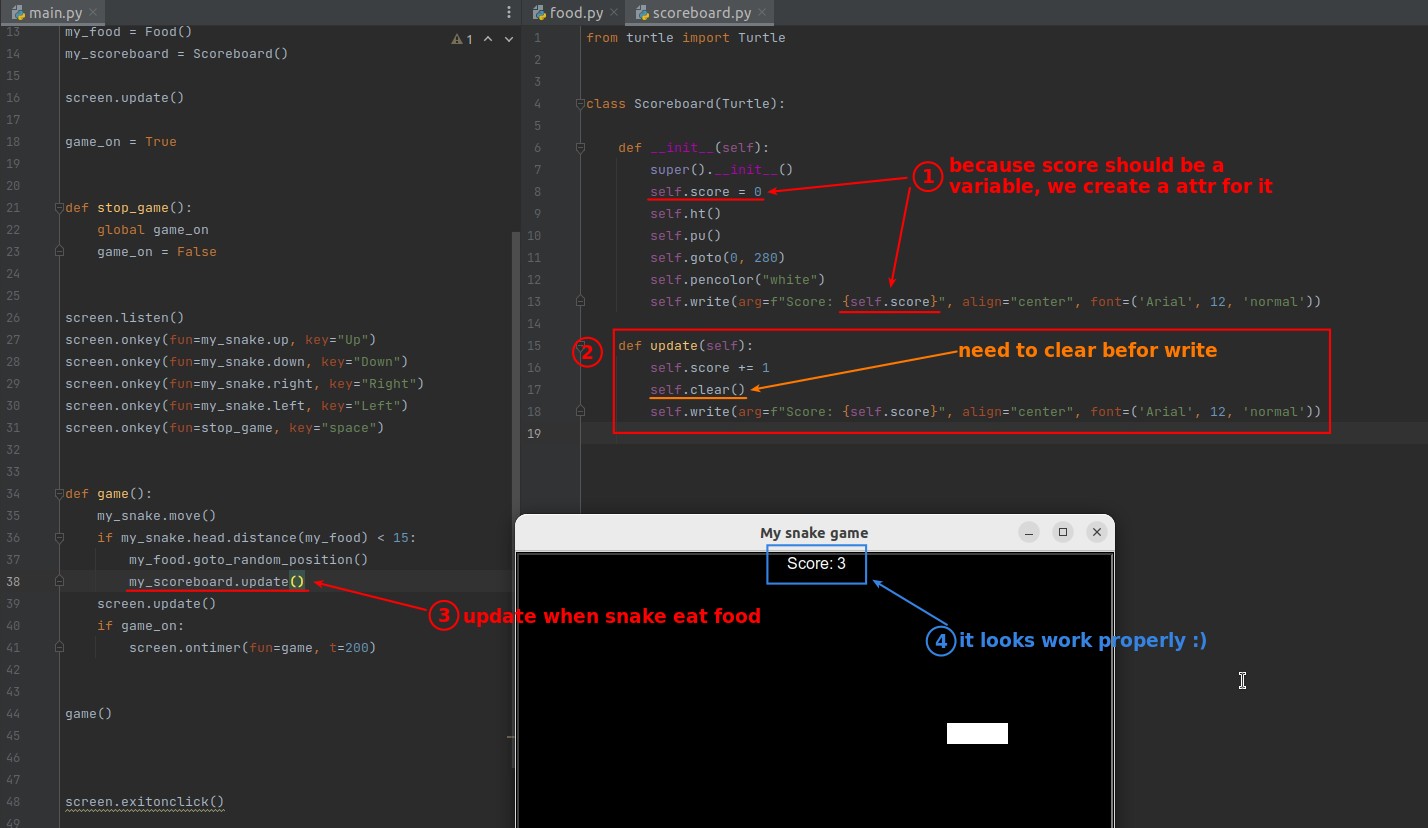 main.py
13 my_food = Food()
14 my_scoreboard = Scoreboard()
15
16 screen.update()
17
18 game_on = True
19
20
21 def stop_game():
22     global game_on
23     game_on = False
24
25
26 screen.listen()
27 screen.onkey(fun=my_snake.up, key="Up")
28 screen.onkey(fun=my_snake.down, key="Down")
29 screen.onkey(fun=my_snake.right, key="Right")
30 screen.onkey(fun=my_snake.left, key="Left")
31 screen.onkey(fun=stop_game, key="space")
32
33
34 def game():
35     my_snake.move()
36     if my_snake.head.distance(my_food) < 15:
37         my_food.goto_random_position()
38         my_scoreboard.update()
39     screen.update()
40     if game_on:
41         screen.ontimer(fun=game, t=200)
42
43
44 game()
45
46
47
48 screen.exitonclick()
49
1
food.py scoreboard.py
1 from turtle import Turtle
2
3
4 class Scoreboard(Turtle):
5
6     def __init__(self):
7         super().__init__()
8         self.score = 0
9         self.ht()
10         self.pu()
11         self.goto(0, 280)
12         self.pencolor("white")
13         self.write(arg=f"Score: {self.score}", align="center", font=('Arial', 12, 'normal'))
14
15     def update(self):
16         self.score += 1
17         self.clear()
18         self.write(arg=f"Score: {self.score}", align="center", font=('Arial', 12, 'normal'))
19
1 because score should be a
variable, we create a attr for it
2
need to clear befor write
3 update when snake eat food
My snake game
Score: 3
4 it looks work properly :)